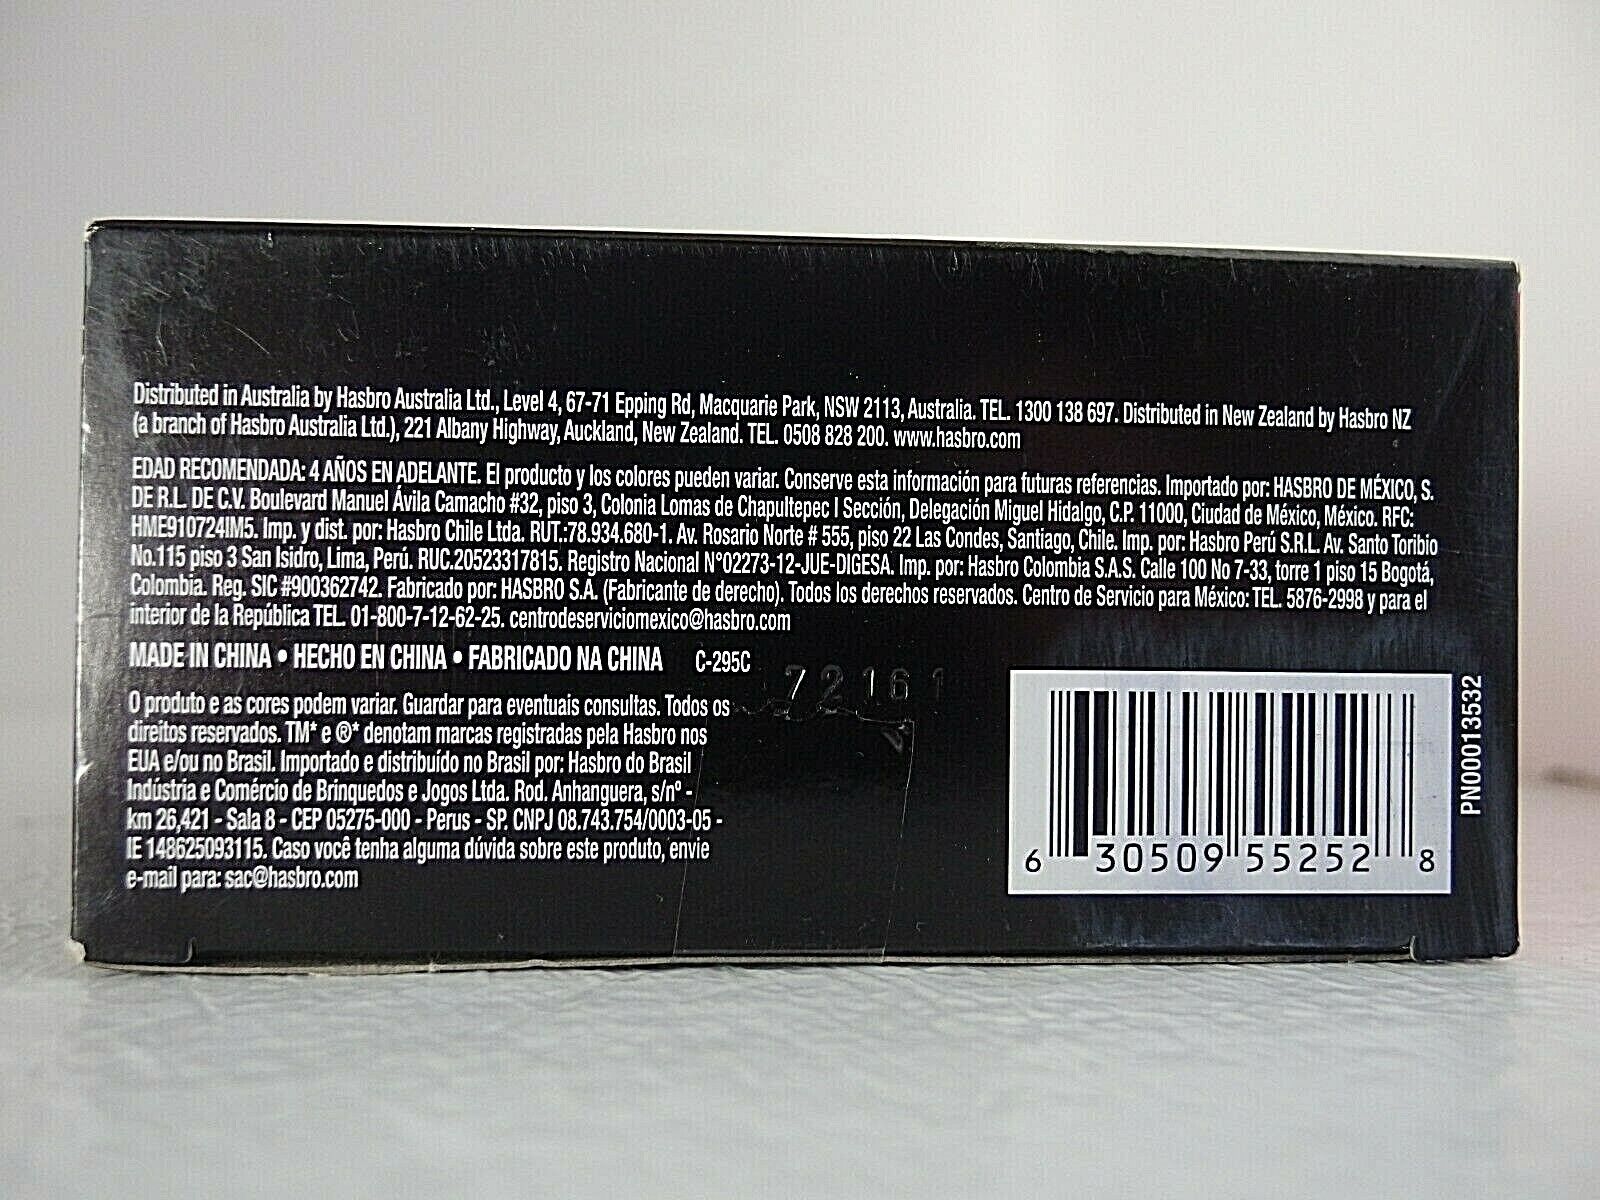 Distributed in Australia by Hasbro Australia Ltd., Level 4, 67-71 Epping Rd, Macquarie Park, NSW 2113, Australia. TEL. 1300 138 697. Distributed in New Zealand by Hasbro NZ
(a branch of Hasbro Australia Ltd.), 221 Albany Highway, Auckland, New Zealand. TEL. 0508 828 200. www.hasbro.com
EDAD RECOMENDADA: 4 AÑOS EN ADELANTE. El producto y los colores pueden variar. Conserve esta información para futuras referencias. Importado por: HASBRO DE MÉXICO, S.
DE R.L. DE C.V. Boulevard Manuel Ávila Camacho #32, piso 3, Colonia Lomas de Chapultepec I Sección, Delegación Miguel Hidalgo, C.P. 11000, Ciudad de México, México. RFC:
HME910724IM5. Imp. y dist. por: Hasbro Chile Ltda. RUT.:78.934.680-1. Av. Rosario Norte # 555, piso 22 Las Condes, Santiago, Chile. Imp. por: Hasbro Perú S.R.L. Av. Santo Toribio
No.115 piso 3 San Isidro, Lima, Perú. RUC.20523317815. Registro Nacional N°02273-12-JUE-DIGESA. Imp. por: Hasbro Colombia S.A.S. Calle 100 No 7-33, torre 1 piso 15 Bogotá,
Colombia. Reg. SIC #900362742. Fabricado por: HASBRO S.A. (Fabricante de derecho). Todos los derechos reservados. Centro de Servicio para México: TEL. 5876-2998 y para el
interior de la República TEL. 01-800-7-12-62-25. centrodeserviciomexico@hasbro.com
MADE IN CHINA • HECHO EN CHINA • FABRICADO NA CHINA C-295C
72161
O produto e as cores podem variar. Guardar para eventuais consultas. Todos os
direitos reservados. TM* e ®* denotam marcas registradas pela Hasbro nos
EUA e/ou no Brasil. Importado e distribuído no Brasil por: Hasbro do Brasil
Indústria e Comércio de Brinquedos e Jogos Ltda. Rod. Anhanguera, s/nº -
km 26,421 - Sala 8 - CEP 05275-000 - Perus - SP. CNPJ 08.743.754/0003-05 -
IE 148625093115. Caso você tenha alguma dúvida sobre este produto, envie
e-mail para: sac@hasbro.com
6 30509 55252 8
PN00013532